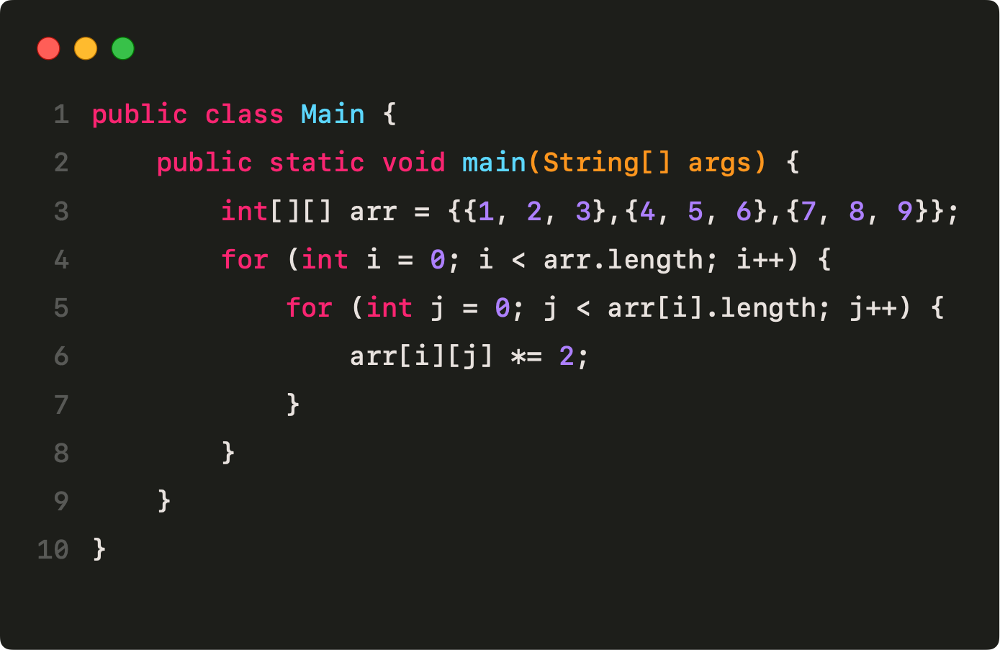 1 public class Main {
2     public static void main(String[] args) {
3         int[][] arr = {{1, 2, 3},{4, 5, 6},{7, 8, 9}};
4         for (int i = 0; i < arr.length; i++) {
5             for (int j = 0; j < arr[i].length; j++) {
6                 arr[i][j] *= 2;
7             }
8         }
9     }
10 }